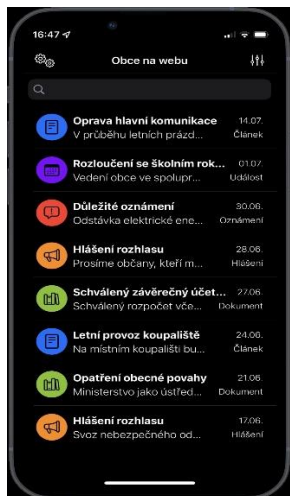 16:47
Obce na webu
Oprava hlavní komunikace 14.07.
V průběhu letních prázd... Článek
Rozloučení se školním rok... 01.07.
Vedení obce ve spolupr... Událost
Důležité oznámení 30.06.
Odstávka elektrické ene... Oznámení
Hlášení rozhlasu 28.06.
Prosíme občany, kteří m... Hlášení
Schválený závěrečný účet... 27.06.
Schválený rozpočet vče... Dokument
Letní provoz koupaliště 24.06.
Na místním koupališti bu... Článek
Opatření obecné povahy 21.06.
Ministerstvo jako ústřed... Dokument
Hlášení rozhlasu 17.06.
Svoz nebezpečného od... Hlášení